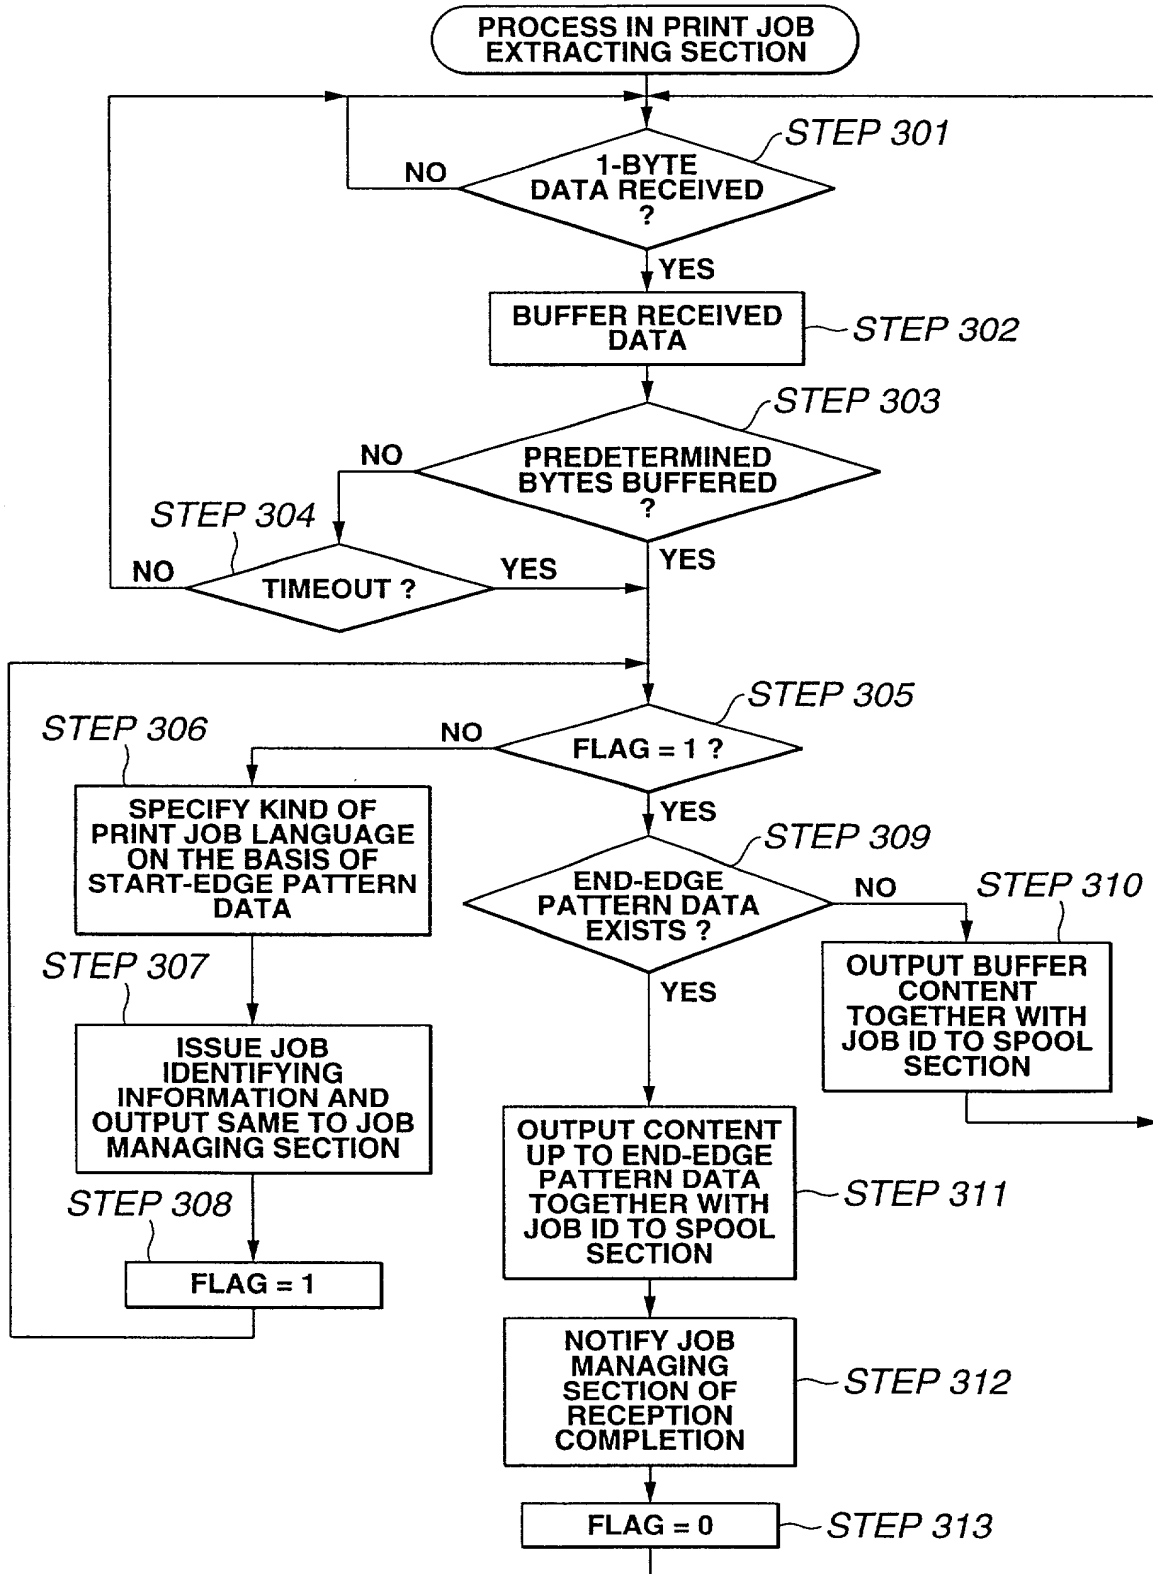 PROCESS IN PRINT JOB
EXTRACTING SECTION
STEP 301
1-BYTE
DATA RECEIVED
?
NO
YES
BUFFER RECEIVED
DATA
STEP 302
STEP 303
PREDETERMINED
BYTES BUFFERED
?
NO
YES
STEP 304
TIMEOUT ?
NO
YES
STEP 305
FLAG = 1 ?
NO
YES
STEP 306
SPECIFY KIND OF
PRINT JOB LANGUAGE
ON THE BASIS OF
START-EDGE PATTERN
DATA
STEP 307
ISSUE JOB
IDENTIFYING
INFORMATION AND
OUTPUT SAME TO JOB
MANAGING SECTION
STEP 308
FLAG = 1
STEP 309
END-EDGE
PATTERN DATA
EXISTS ?
NO
YES
STEP 310
OUTPUT BUFFER
CONTENT
TOGETHER WITH
JOB ID TO SPOOL
SECTION
OUTPUT CONTENT
UP TO END-EDGE
PATTERN DATA
TOGETHER WITH
JOB ID TO SPOOL
SECTION
STEP 311
NOTIFY JOB
MANAGING
SECTION OF
RECEPTION
COMPLETION
STEP 312
FLAG = 0
STEP 313